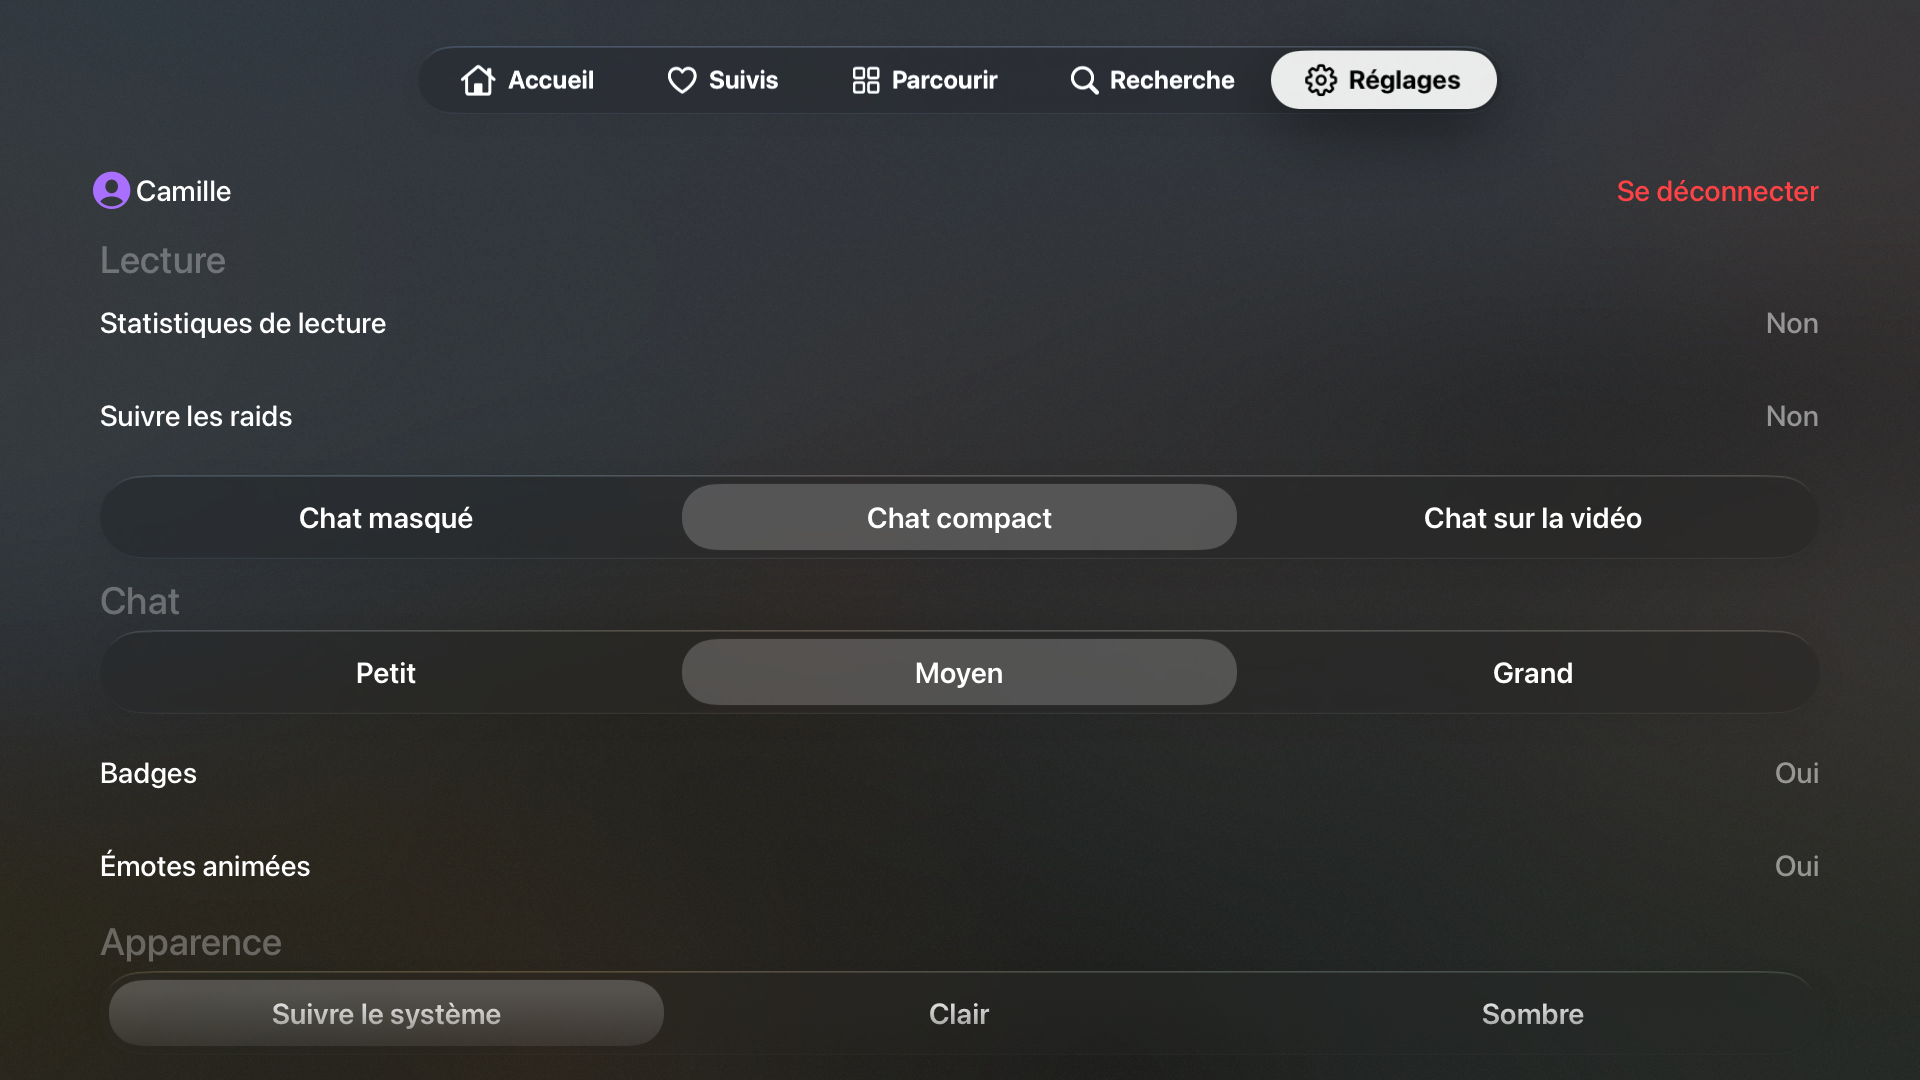 Accueil
Suivis
Parcourir
Recherche
Réglages
Camille
Se déconnecter
Lecture
Statistiques de lecture
Non
Suivre les raids
Non
Chat masqué
Chat compact
Chat sur la vidéo
Chat
Petit
Moyen
Grand
Badges
Oui
Émotes animées
Oui
Apparence
Suivre le système
Clair
Sombre